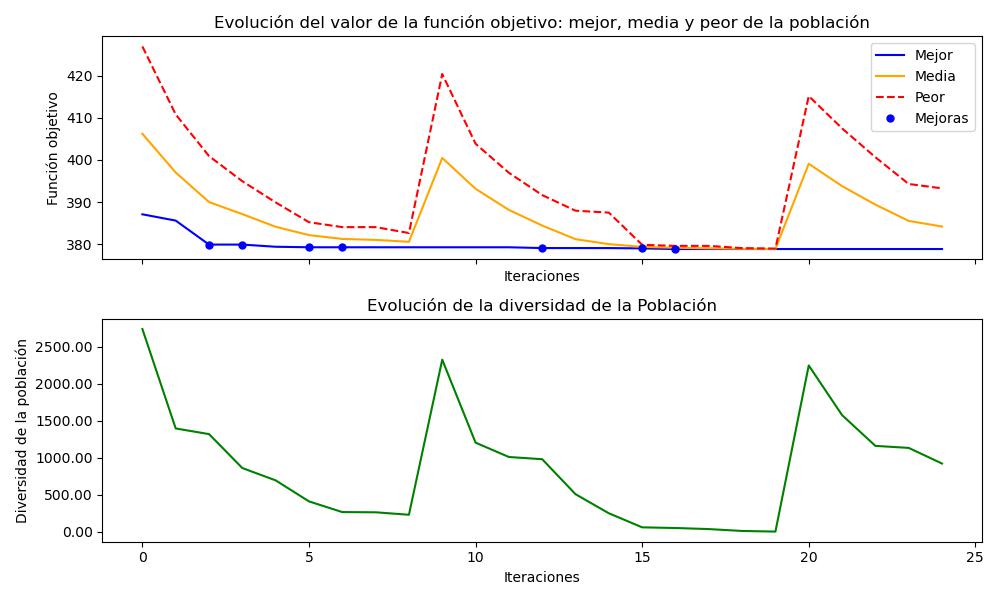 Evolución del valor de la función objetivo: mejor, media y peor de la población
Función objetivo
420
410
400
390
380
Mejor
Media
Peor
Mejoras
Iteraciones
Evolución de la diversidad de la Población
Diversidad de la población
2500.00
2000.00
1500.00
1000.00
500.00
0.00
0 5 10 15 20 25
Iteraciones